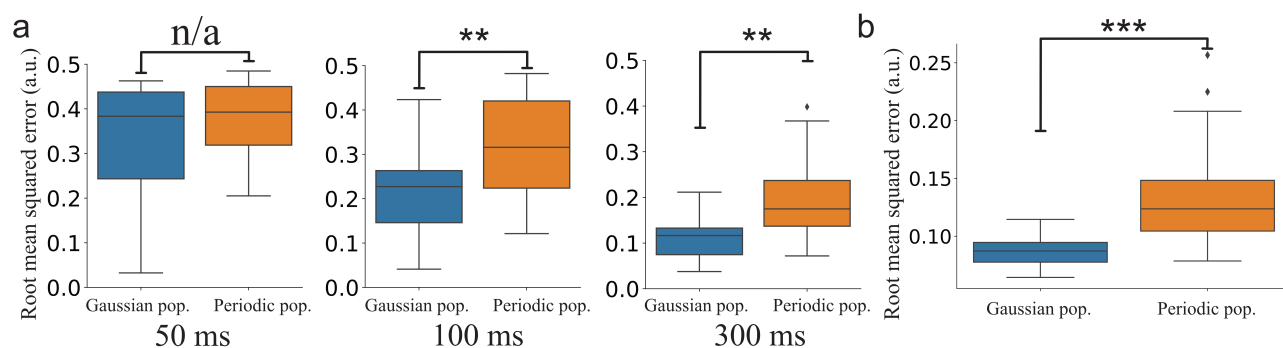 a
n/a
**
**
b
***
Root mean squared error (a.u.)
0.5
0.4
0.3
0.2
0.1
0.0
Gaussian pop.
Periodic pop.
50 ms
0.5
0.4
0.3
0.2
0.1
0.0
Gaussian pop.
Periodic pop.
100 ms
0.5
0.4
0.3
0.2
0.1
0.0
Gaussian pop.
Periodic pop.
300 ms
Root mean squared error (a.u.)
0.25
0.20
0.15
0.10
Gaussian pop.
Periodic pop.